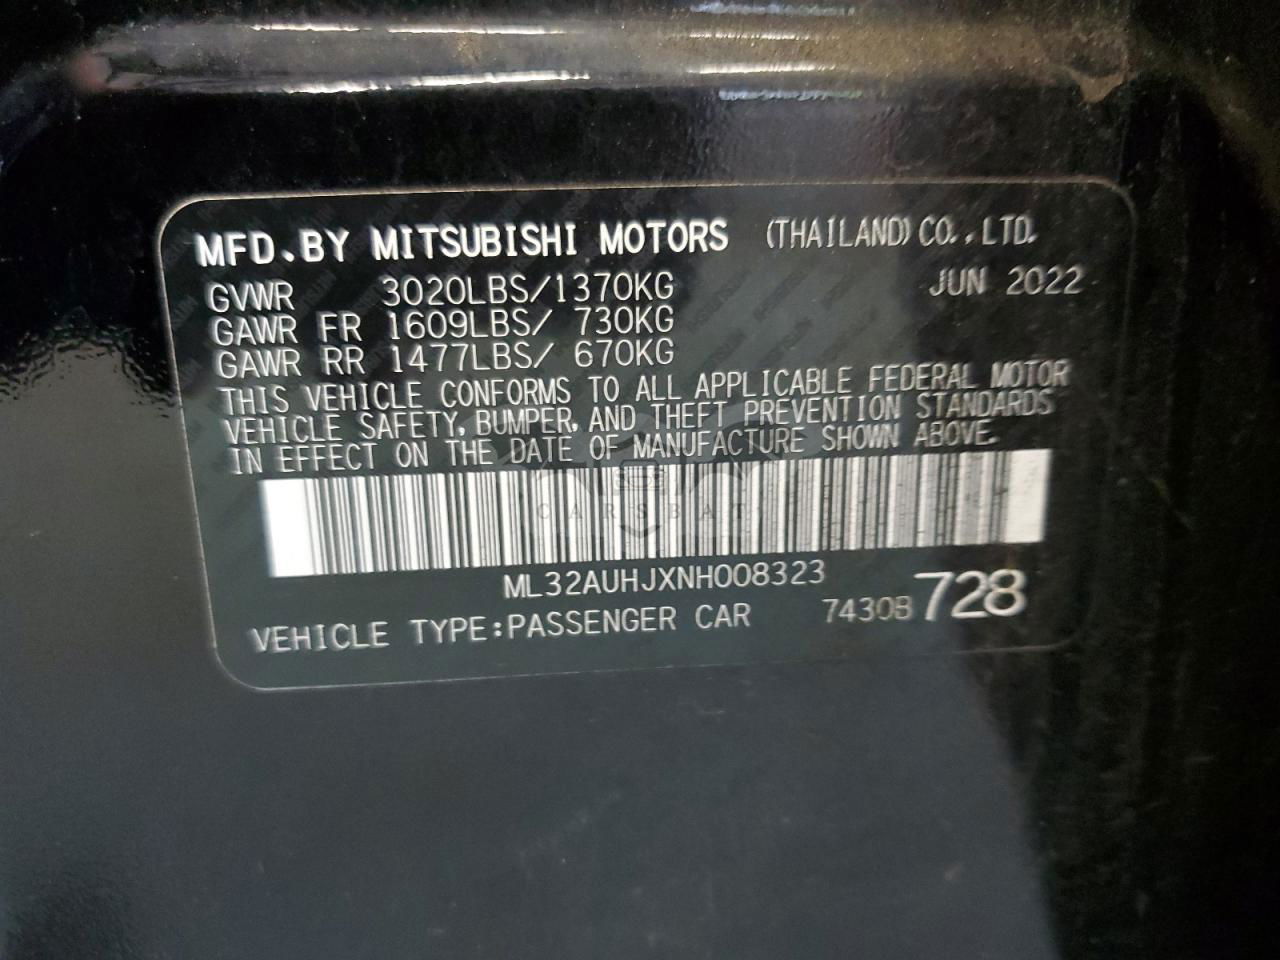 MFD.BY MITSUBISHI MOTORS (THAILAND) CO.,LTD.
GVWR 3020LBS/1370KG JUN 2022
GAWR FR 1609LBS/ 730KG
GAWR RR 1477LBS/ 670KG
THIS VEHICLE CONFORMS TO ALL APPLICABLE FEDERAL MOTOR
VEHICLE SAFETY, BUMPER, AND THEFT PREVENTION STANDARDS
IN EFFECT ON THE DATE OF MANUFACTURE SHOWN ABOVE.
CARSBAT
ML32AUHJXNH008323
VEHICLE TYPE:PASSENGER CAR 7430B 728